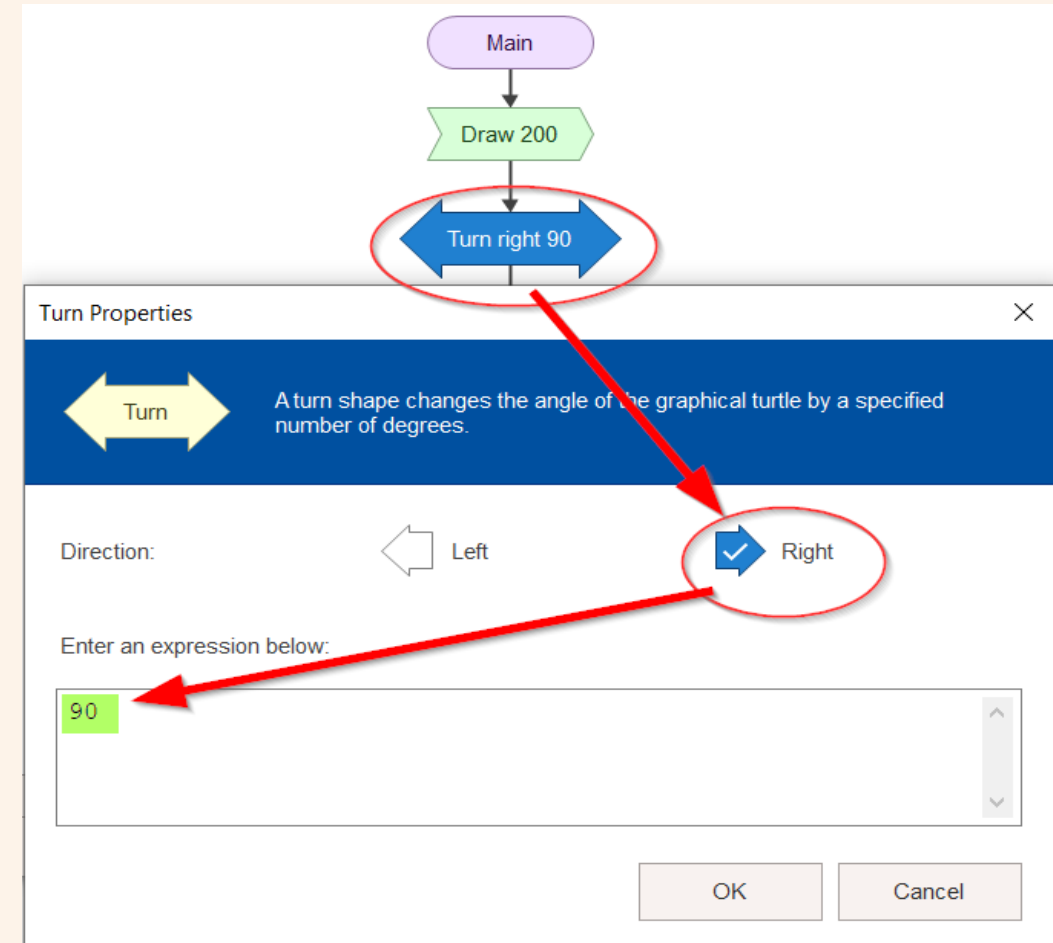 Main
Draw 200
Turn right 90
Turn Properties
Turn
A turn shape changes the angle of the graphical turtle by a specified
number of degrees.
Direction:
Left
Right
Enter an expression below:
90
OK
Cancel